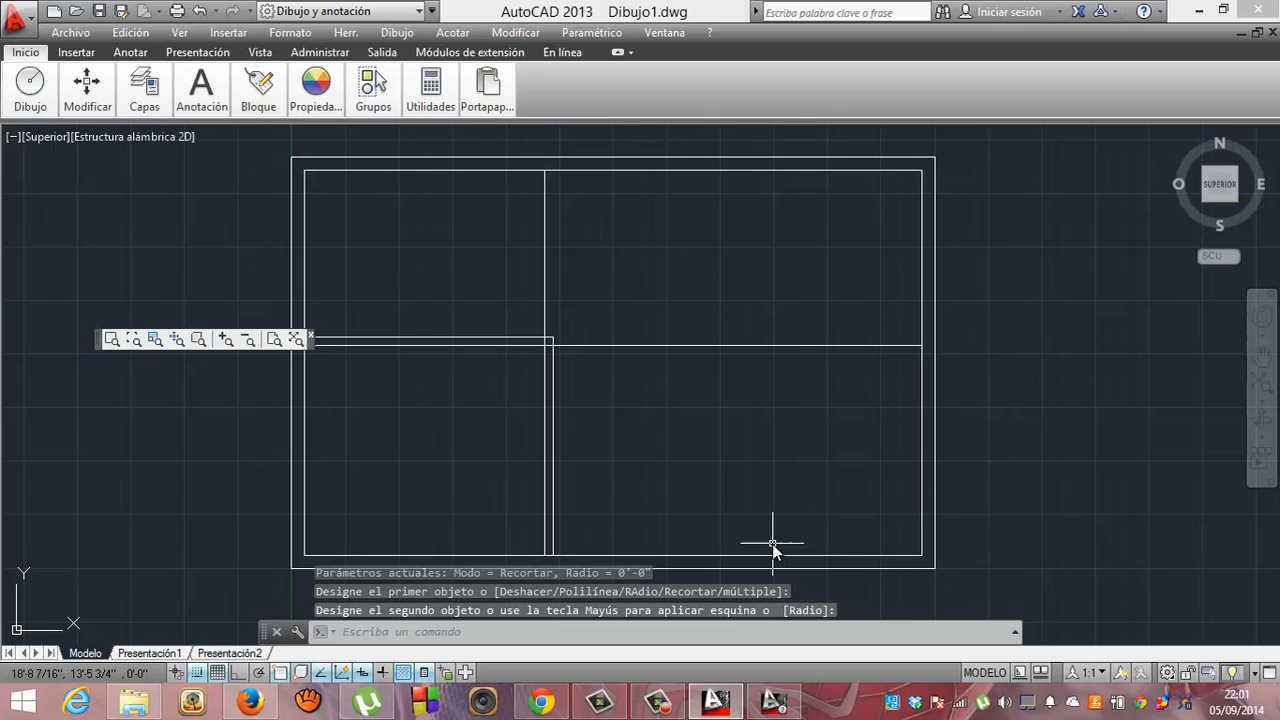 Dibujo y anotación
AutoCAD 2013 Dibujo1.dwg
Escriba palabra clave o frase
Iniciar sesión
Archivo Edición Ver Insertar Formato Herr. Dibujo Acotar Modificar Paramétrico Ventana ?
Inicio Insertar Anotar Presentación Vista Administrar Salida Módulos de extensión En línea
Dibujo Modificar Capas Anotación Bloque Propieda... Grupos Utilidades Portapap...
[−][Superior][Estructura alámbrica 2D]
N
O SUPERIOR E
S
SCU
Parámetros actuales: Modo = Recortar, Radio = 0'-0"
Designe el primer objeto o [Deshacer/Polilínea/RAdio/Recortar/múLtiple]:
Designe el segundo objeto o use la tecla Mayús para aplicar esquina o [Radio]:
Escriba un comando
Y
X
Modelo Presentación1 Presentación2
18'-8 7/16", 13'-5 3/4", 0'-0"
MODELO
1:1
22:01
05/09/2014